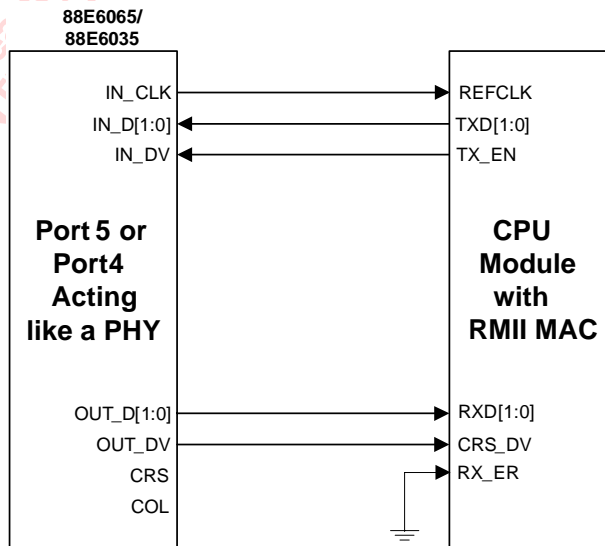 88E6065/
88E6035
IN_CLK
IN_D[1:0]
IN_DV
Port 5 or
Port4
Acting
like a PHY
OUT_D[1:0]
OUT_DV
CRS
COL
REFCLK
TXD[1:0]
TX_EN
CPU
Module
with
RMII MAC
RXD[1:0]
CRS_DV
RX_ER